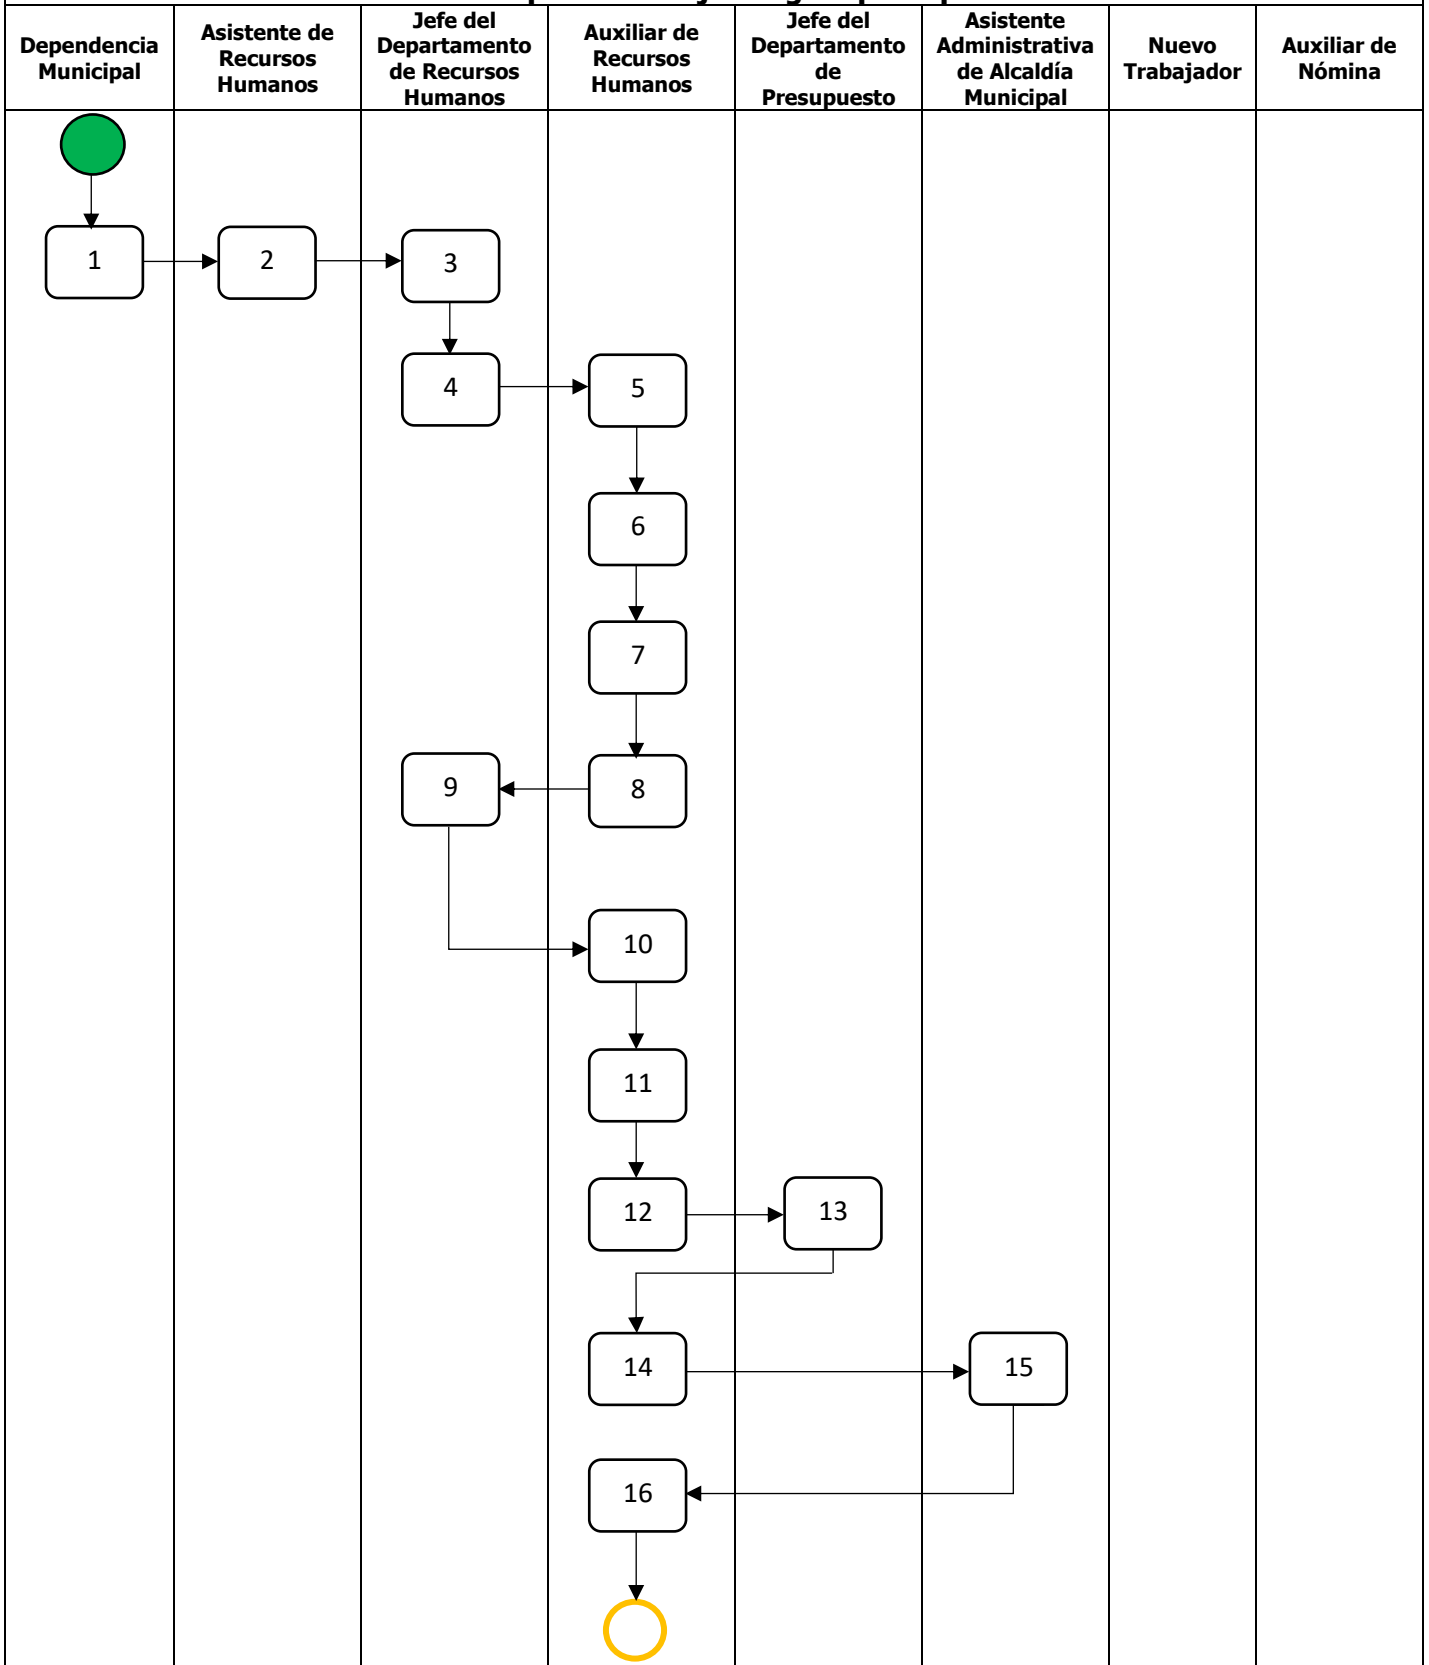 Dependencia
Municipal
Asistente de
Recursos
Humanos
Jefe del
Departamento
de Recursos
Humanos
Auxiliar de
Recursos
Humanos
Jefe del
Departamento
de
Presupuesto
Asistente
Administrativa
de Alcaldía
Municipal
Nuevo
Trabajador
Auxiliar de
Nómina
1
2
3
4
5
6
7
9
8
10
11
12
13
14
15
16